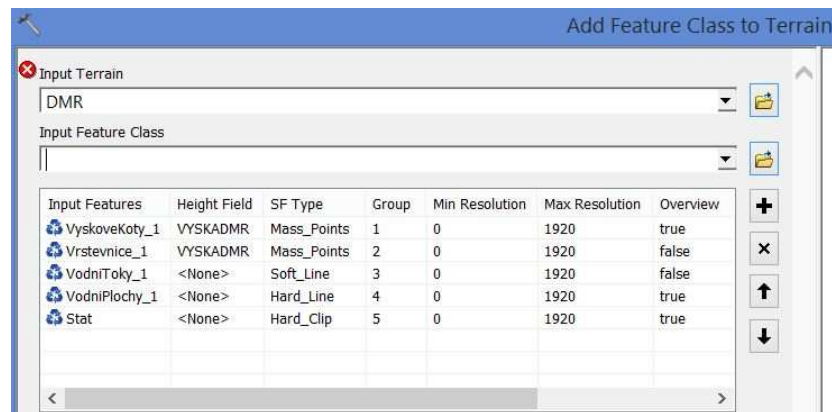 Add Feature Class to Terrain
Input Terrain
DMR
Input Feature Class
Input Features Height Field SF Type Group Min Resolution Max Resolution Overview
VyskoveKoty_1 VYSKADMR Mass_Points 1 0 1920 true
Vrstevnice_1 VYSKADMR Mass_Points 2 0 1920 false
VodniToky_1 <None> Soft_Line 3 0 1920 false
VodniPlochy_1 <None> Hard_Line 4 0 1920 true
Stat <None> Hard_Clip 5 0 1920 true